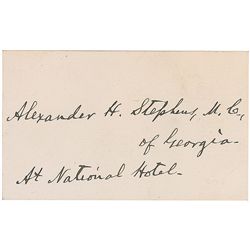 Alexander H. Stephens, M. C.,
of Georgia.
At National Hotel.